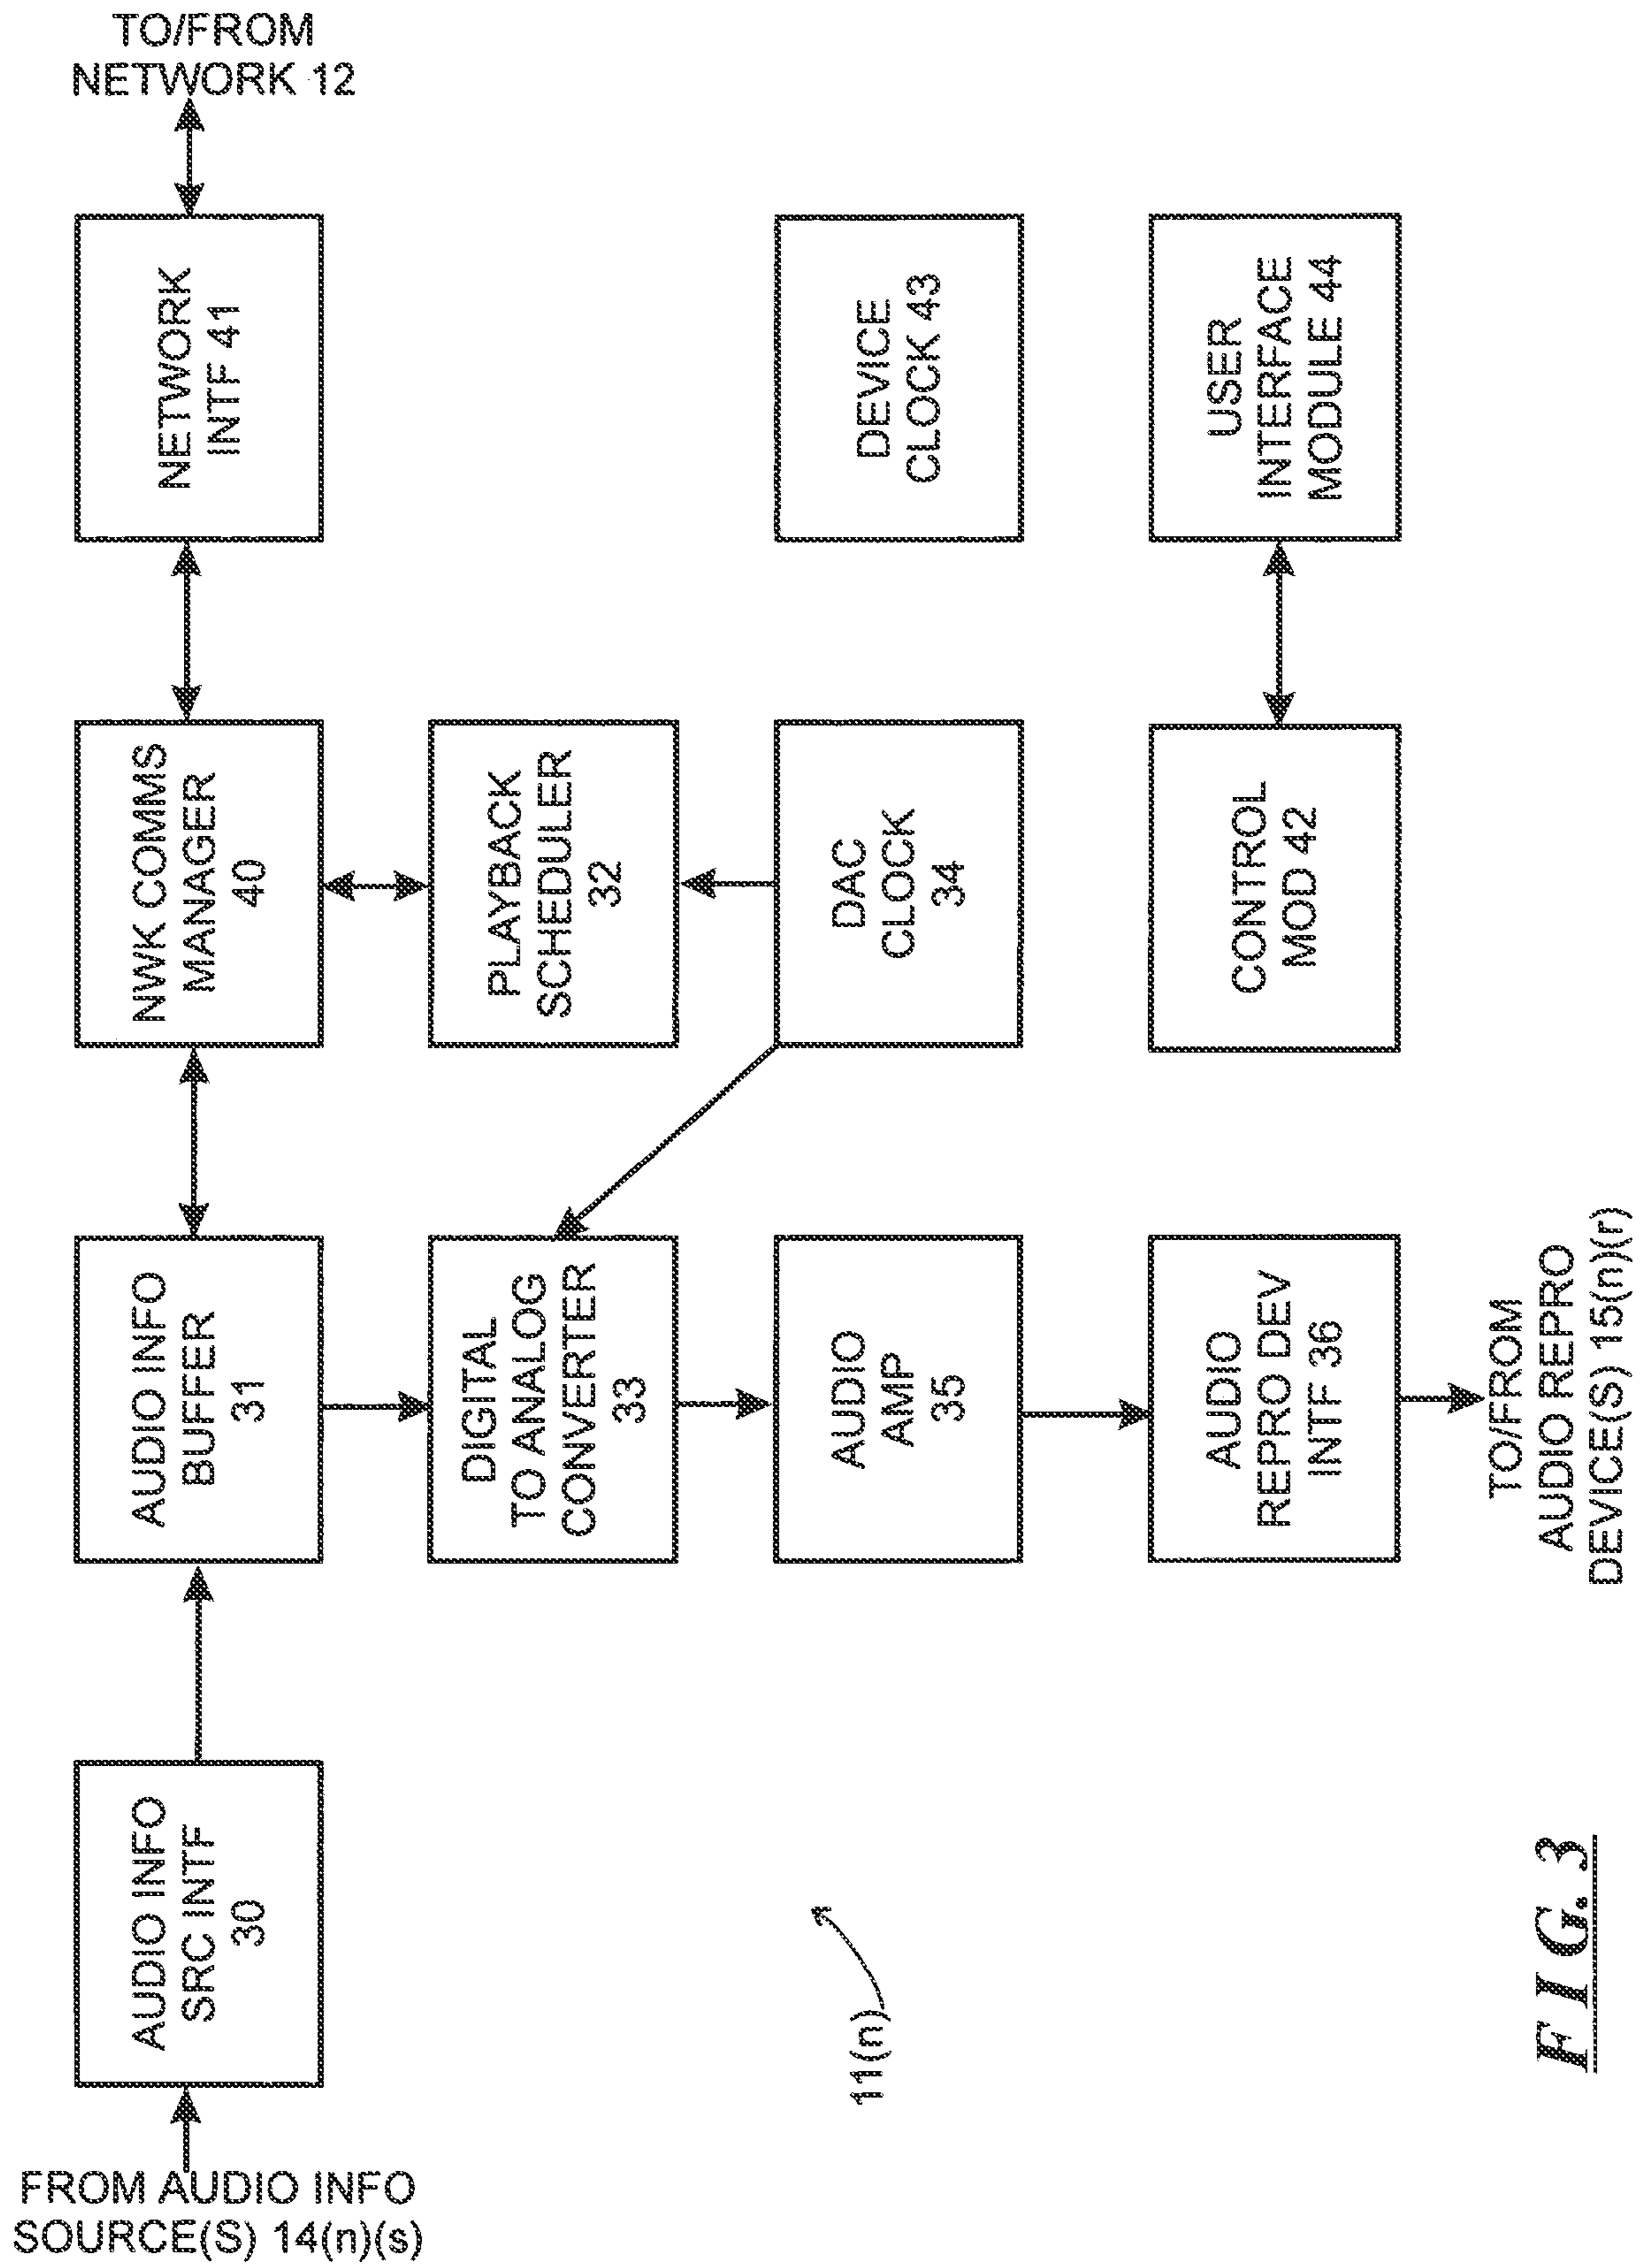 TO/FROM
NETWORK 12
NETWORK
INTF 41
DEVICE
CLOCK 43
USER
INTERFACE
MODULE 44
NWK COMMS
MANAGER
40
PLAYBACK
SCHEDULER
32
DAC
CLOCK
34
CONTROL
MOD 42
AUDIO INFO
BUFFER
31
DIGITAL
TO ANALOG
CONVERTER
33
AUDIO
AMP
35
AUDIO
REPRO DEV
INTF 36
TO/FROM
AUDIO REPRO
DEVICE(S) 15(n)(r)
AUDIO INFO
SRC INTF
30
11(n)
FIG. 3
FROM AUDIO INFO
SOURCE(S) 14(n)(s)